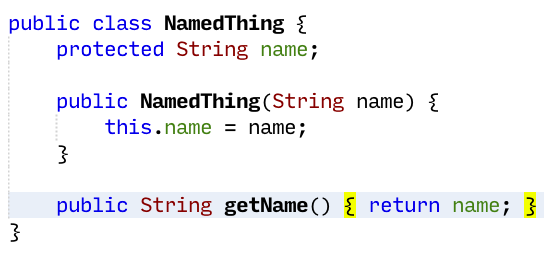 public class NamedThing {
    protected String name;

    public NamedThing(String name) {
        this.name = name;
    }

    public String getName() { return name; }
}